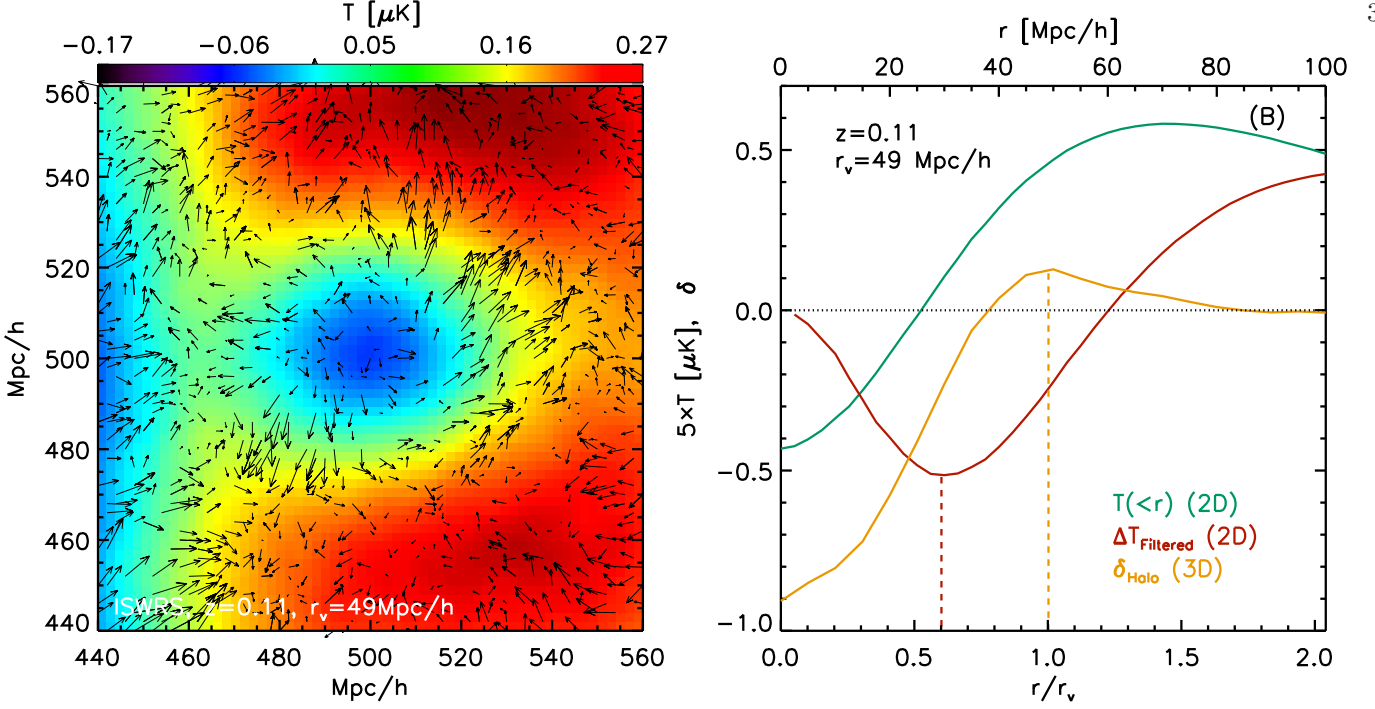 3
T [μK]
−0.17 −0.06 0.05 0.16 0.27
560
540
520
500
480
460
440
Mpc/h
ISWRS, z=0.11, rᵥ=49Mpc/h
440 460 480 500 520 540 560
Mpc/h
r [Mpc/h]
0 20 40 60 80 100
(B)
z=0.11
rᵥ=49 Mpc/h
0.5
0.0
−0.5
−1.0
5×T [μK], δ
T(<r) (2D)
ΔT_Filtered (2D)
δ_Halo (3D)
0.0 0.5 1.0 1.5 2.0
r/rᵥ